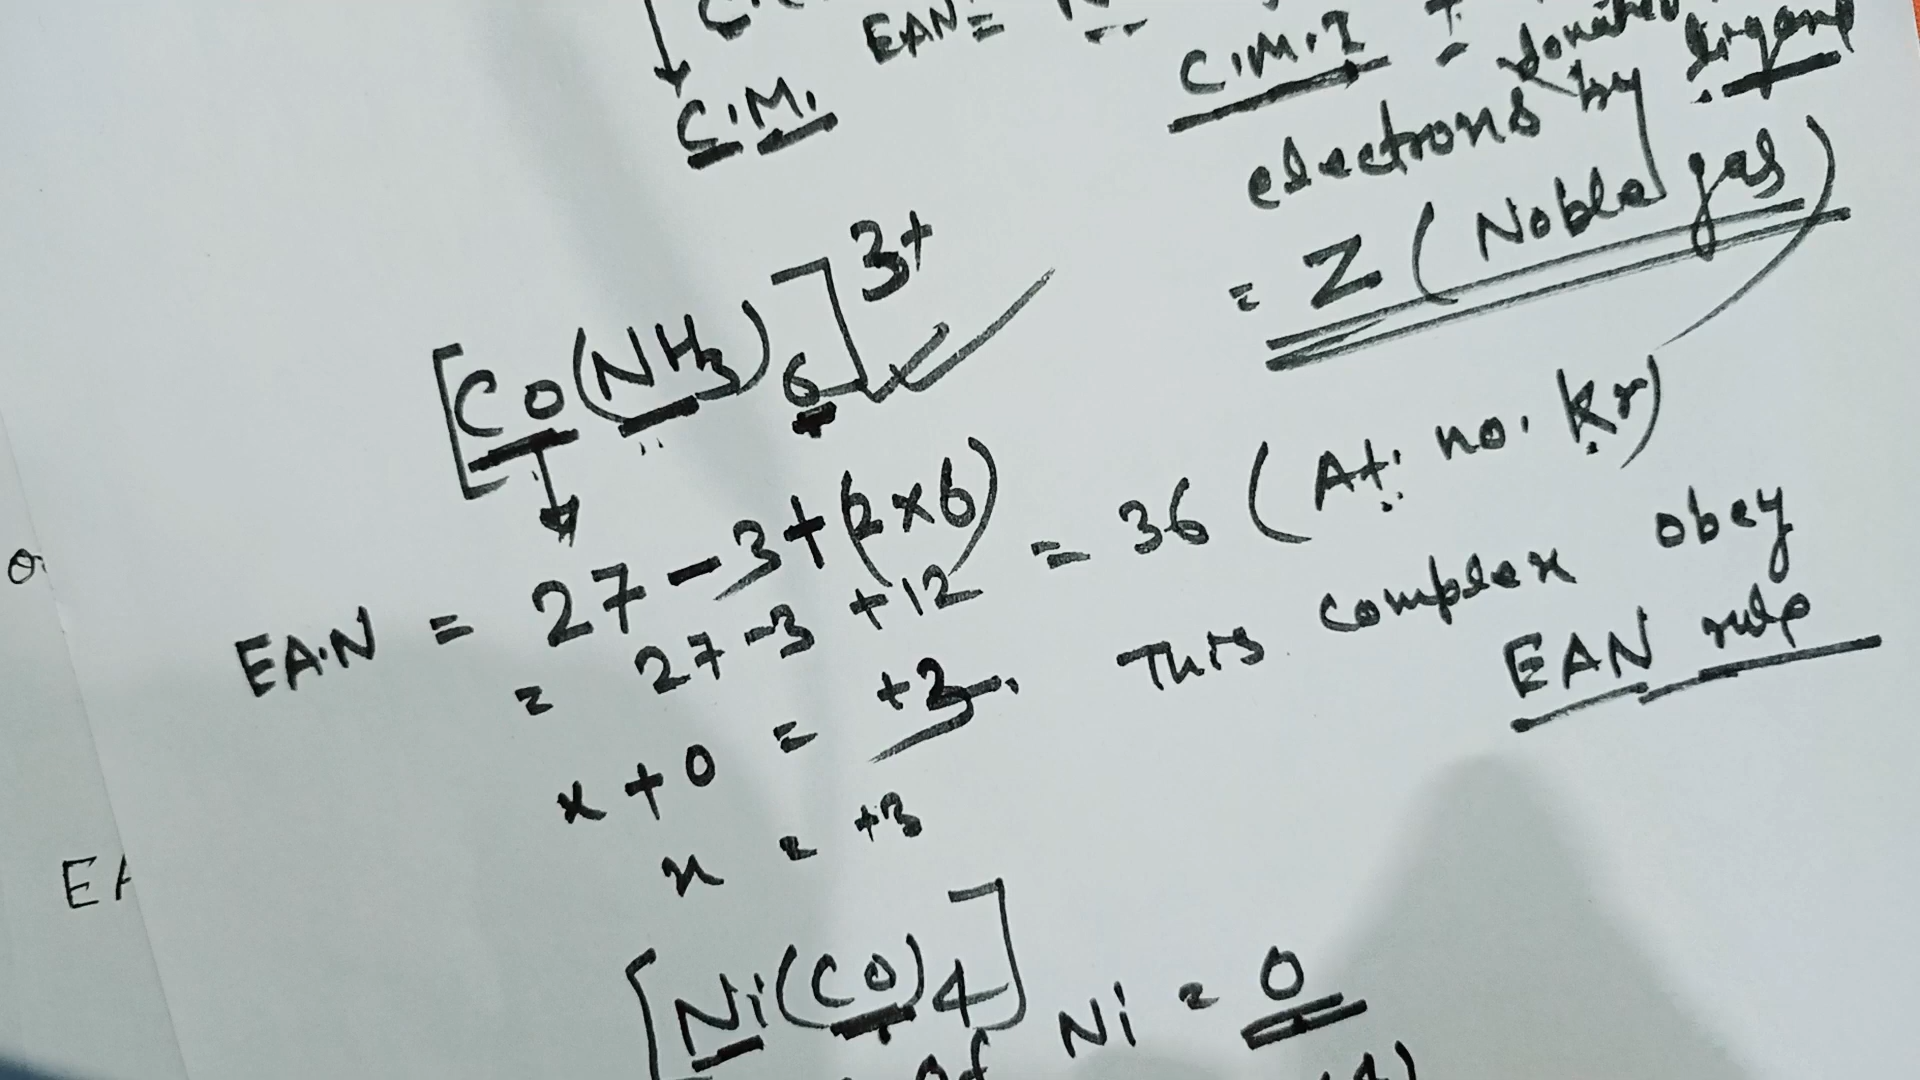 EAN =
C.M.
C.M.I +
electrons by ligand
= Z (Noble gas)
[Co(NH3)6]3+
EA.N = 27 - 3 + (2×6) = 36 (At. no. Kr)
= 27 - 3 + 12
This complex obey
EAN rule
x + 0 = +3.
x = +3
[Ni(CO)4] Ni = 0
of